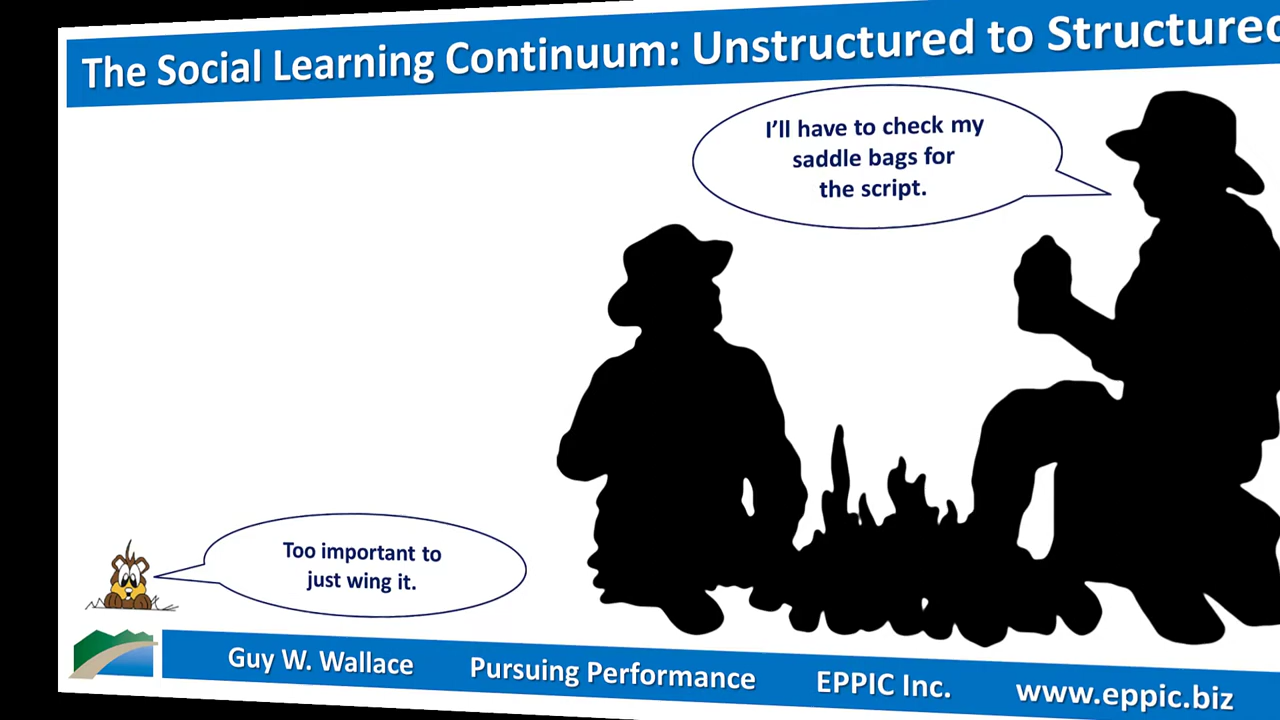 The Social Learning Continuum: Unstructured to Structured
I'll have to check my
saddle bags for
the script.
Too important to
just wing it.
Guy W. Wallace Pursuing Performance EPPIC Inc. www.eppic.biz